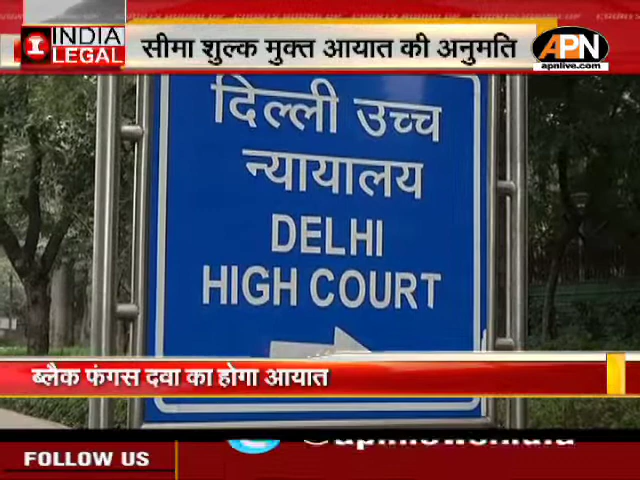 INDIA
LEGAL
सीमा शुल्क मुक्त आयात की अनुमति
APN
apnlive.com
दिल्ली उच्च
न्यायालय
DELHI
HIGH COURT
ब्लैक फंगस दवा का होगा आयात
FOLLOW US